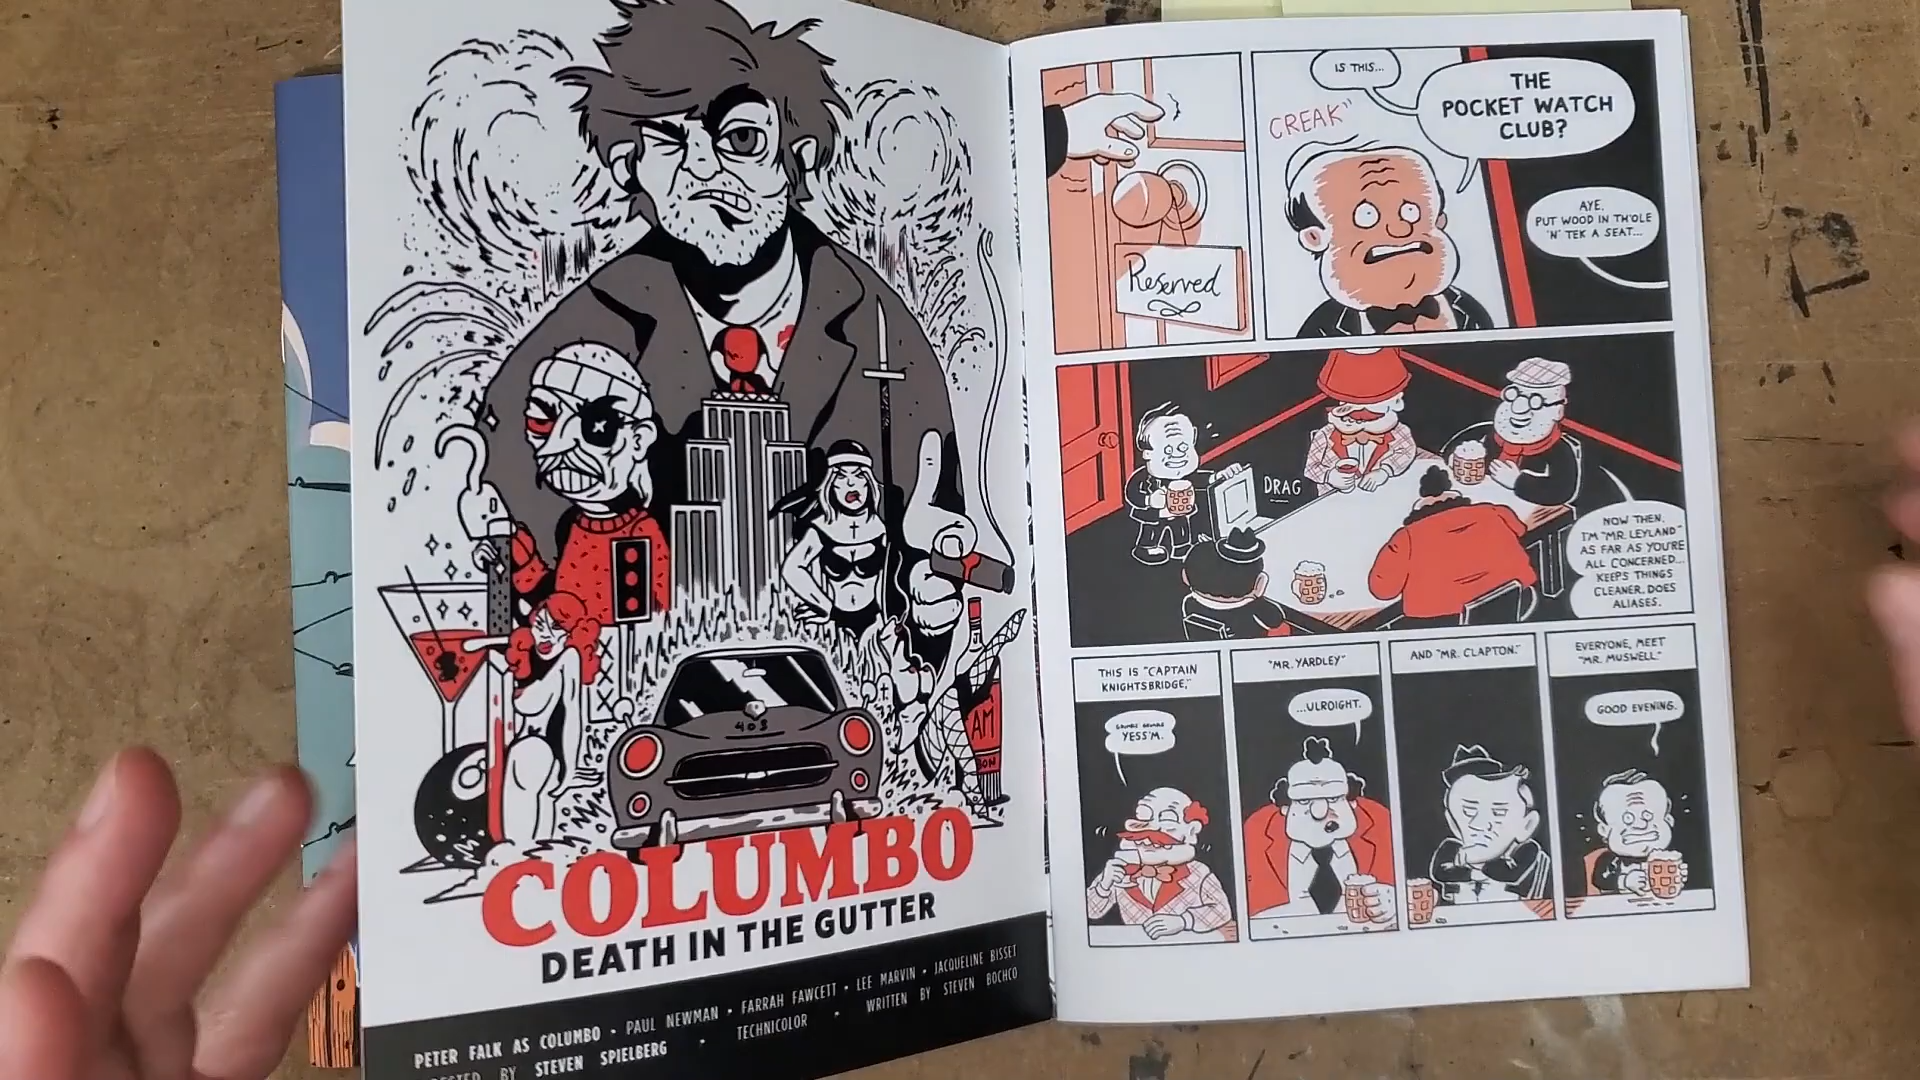 403
AM
COLUMBO
DEATH IN THE GUTTER
PETER FALK AS COLUMBO • PAUL NEWMAN • FARRAH FAWCETT • LEE MARVIN • JACQUELINE BISSET
BY STEVEN SPIELBERG • TECHNICOLOR • WRITTEN BY STEVEN BOCHCO
Reserved
CREAK"
IS THIS...
THE
POCKET WATCH
CLUB?
AYE,
PUT WOOD IN TH'OLE
'N' TEK A SEAT...
DRAG
NOW THEN,
I'M "MR. LEYLAND"
AS FAR AS YOU'RE
ALL CONCERNED...
KEEPS THINGS
CLEANER, DOES
ALIASES.
THIS IS "CAPTAIN
KNIGHTSBRIDGE,"
YESS'M.
"MR. YARDLEY"
...ULROIGHT.
AND "MR. CLAPTON."
EVERYONE, MEET
"MR. MUSWELL."
GOOD EVENING.